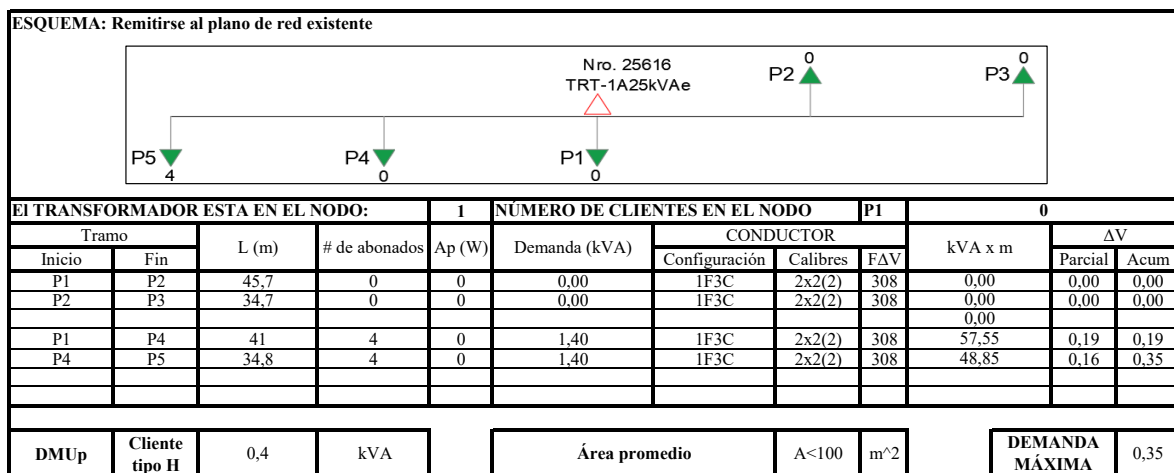 ESQUEMA: Remitirse al plano de red existente
Nro. 25616
TRT-1A25kVAe
0
P2
0
P3
P5
4
P4
0
P1
0
El TRANSFORMADOR ESTA EN EL NODO: 1 NÚMERO DE CLIENTES EN EL NODO P1 0
Tramo L (m) # de abonados Ap (W) Demanda (kVA) CONDUCTOR kVA x m ΔV
Inicio Fin Configuración Calibres FΔV Parcial Acum
P1 P2 45,7 0 0 0,00 1F3C 2x2(2) 308 0,00 0,00 0,00
P2 P3 34,7 0 0 0,00 1F3C 2x2(2) 308 0,00 0,00 0,00
0,00
P1 P4 41 4 0 1,40 1F3C 2x2(2) 308 57,55 0,19 0,19
P4 P5 34,8 4 0 1,40 1F3C 2x2(2) 308 48,85 0,16 0,35
DMUp Cliente tipo H 0,4 kVA Área promedio A<100 m^2 DEMANDA MÁXIMA 0,35